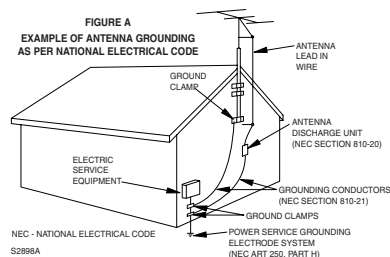 FIGURE A
EXAMPLE OF ANTENNA GROUNDING
AS PER NATIONAL ELECTRICAL CODE
ANTENNA
LEAD IN
WIRE
GROUND
CLAMP
ANTENNA
DISCHARGE UNIT
(NEC SECTION 810-20)
ELECTRIC
SERVICE
EQUIPMENT
GROUNDING CONDUCTORS
(NEC SECTION 810-21)
GROUND CLAMPS
POWER SERVICE GROUNDING
ELECTRODE SYSTEM
(NEC ART 250, PART H)
NEC - NATIONAL ELECTRICAL CODE
S2898A